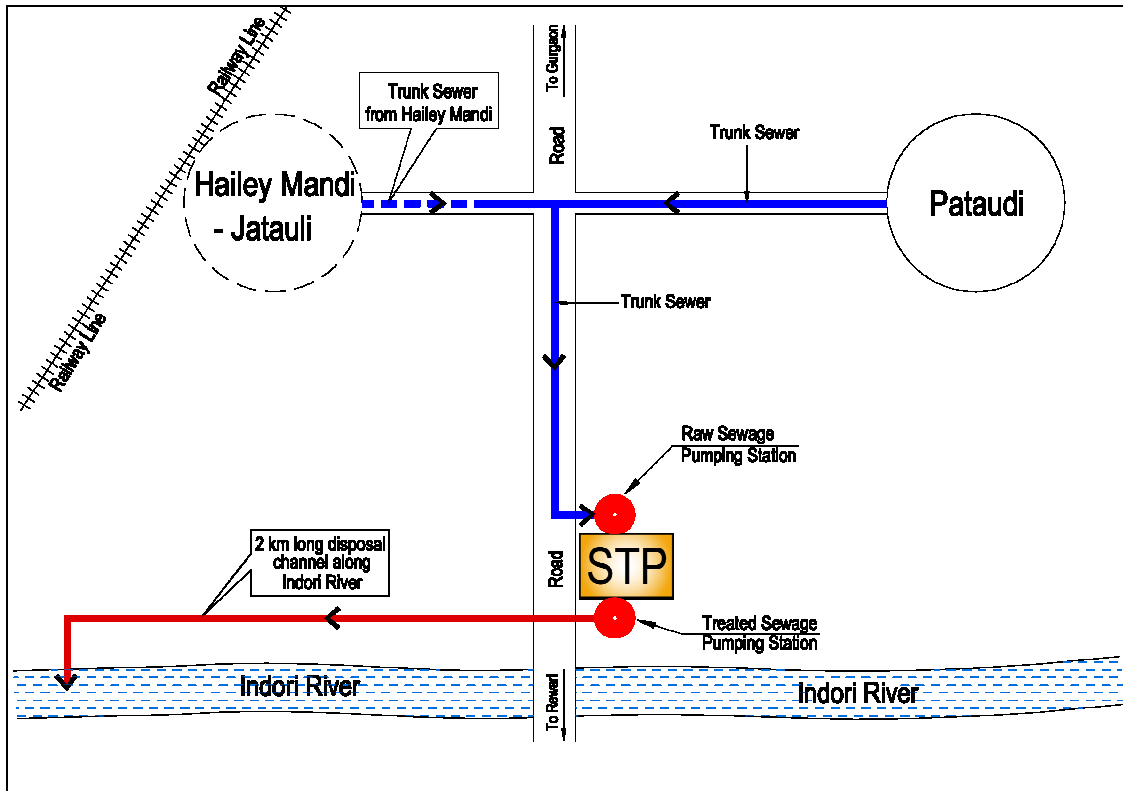 Railway Line
To Gurgaon
Trunk Sewer
from Hailey Mandi
Road
Trunk Sewer
Hailey Mandi
- Jatauli
Pataudi
Trunk Sewer
Railway Line
Raw Sewage
Pumping Station
2 km long disposal
channel along
Indori River
Road
STP
Treated Sewage
Pumping Station
Indori River
To Rewari
Indori River